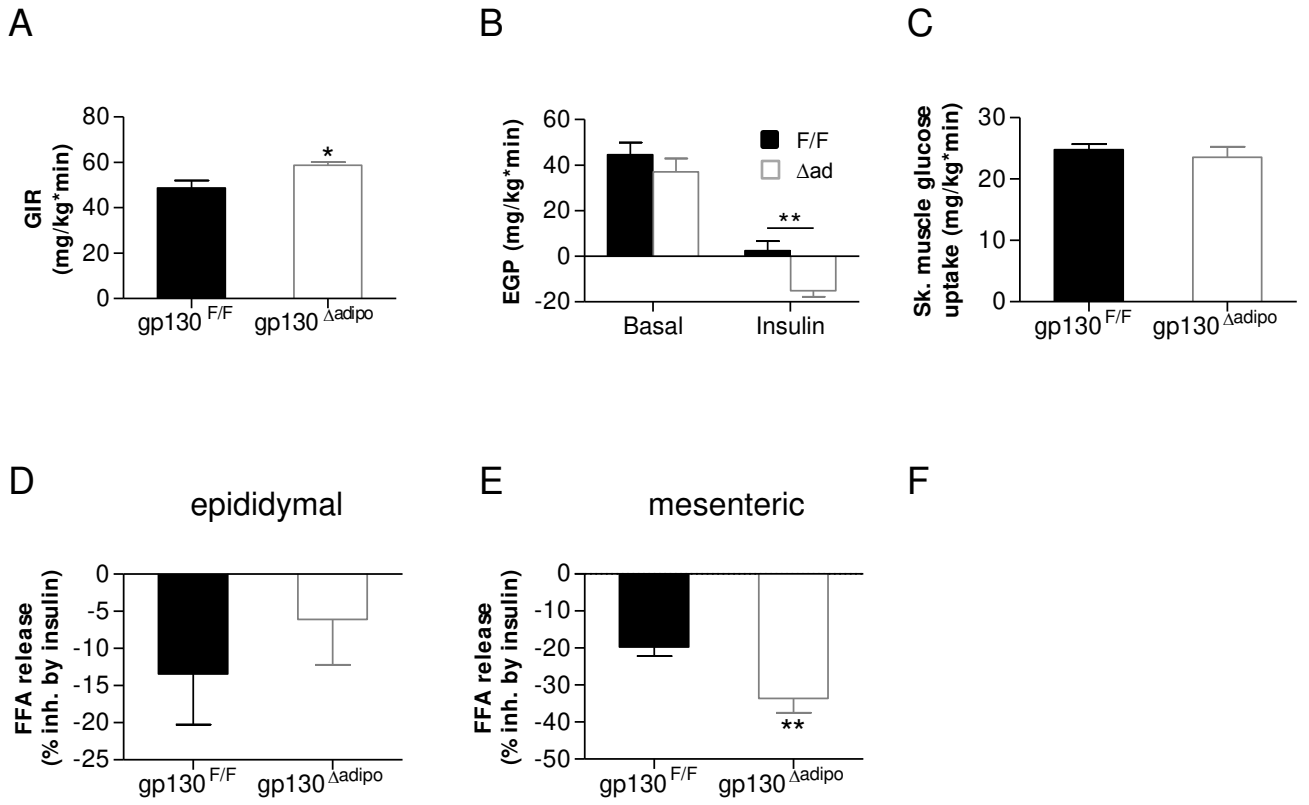 A
GIR
(mg/kg*min)
80
60
40
20
0
*
gp130 F/F
gp130 Δadipo
B
EGP (mg/kg*min)
60
40
20
0
-20
F/F
Δad
**
Basal
Insulin
C
Sk. muscle glucose
uptake (mg/kg*min)
30
20
10
0
gp130 F/F
gp130 Δadipo
D
epididymal
FFA release
(% inh. by insulin)
0
-5
-10
-15
-20
-25
gp130 F/F
gp130 Δadipo
E
mesenteric
FFA release
(% inh. by insulin)
0
-10
-20
-30
-40
-50
**
gp130 F/F
gp130 Δadipo
F